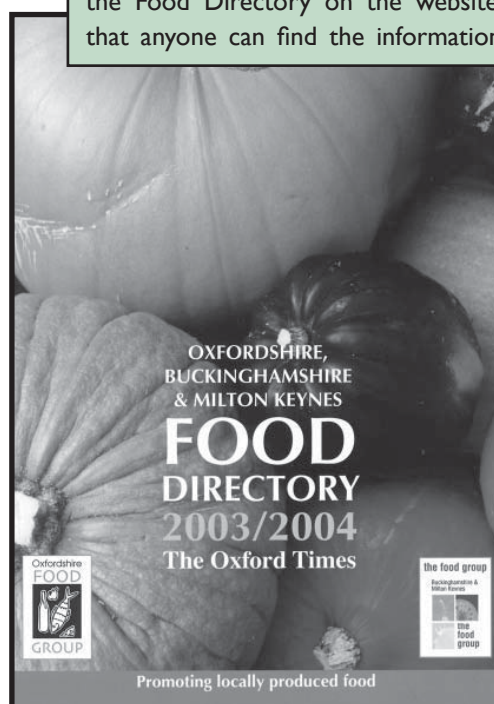 the Food Directory on the website
that anyone can find the information
OXFORDSHIRE,
BUCKINGHAMSHIRE
& MILTON KEYNES
FOOD
DIRECTORY
2003/2004
The Oxford Times
Oxfordshire
FOOD
GROUP
the food group
Buckinghamshire &
Milton Keynes
the
food
group
Promoting locally produced food